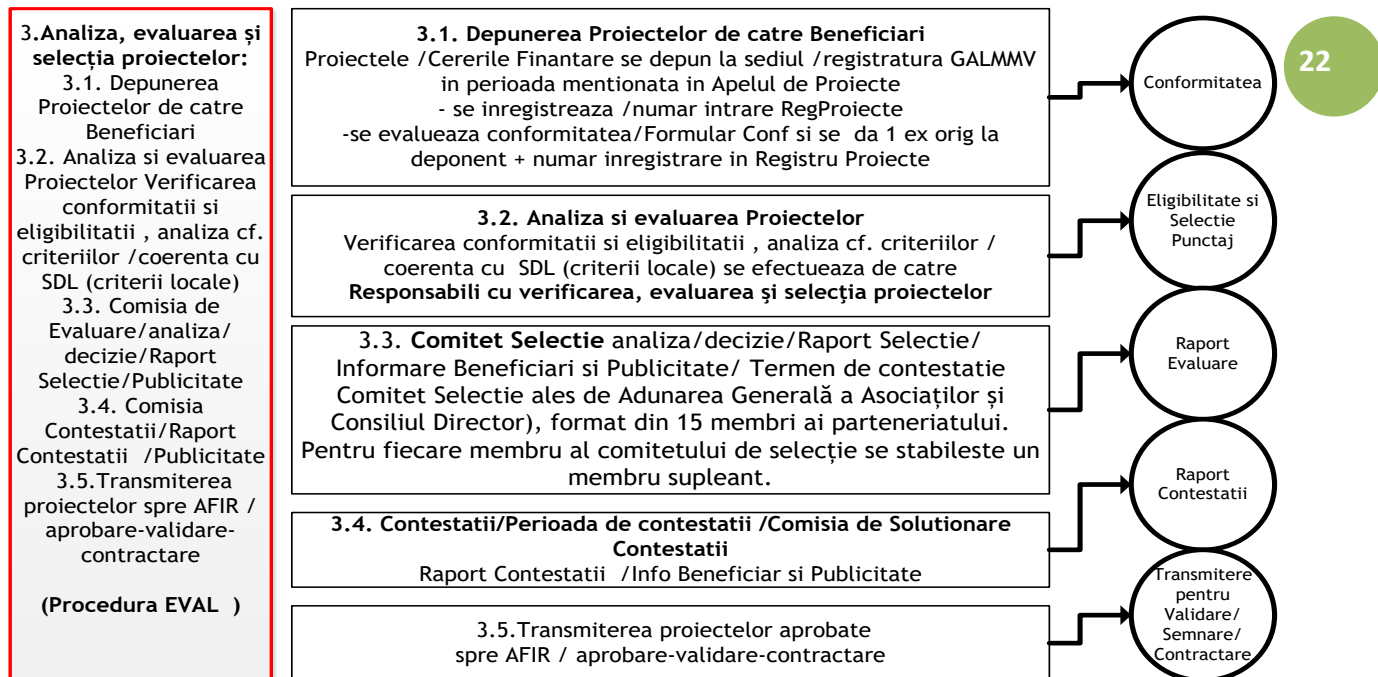 3.Analiza, evaluarea și
selecția proiectelor:
3.1. Depunerea
Proiectelor de catre
Beneficiari
3.2. Analiza si evaluarea
Proiectelor Verificarea
conformitatii si
eligibilitatii , analiza cf.
criteriilor /coerenta cu
SDL (criterii locale)
3.3. Comisia de
Evaluare/analiza/
decizie/Raport
Selectie/Publicitate
3.4. Comisia
Contestatii/Raport
Contestatii /Publicitate
3.5.Transmiterea
proiectelor spre AFIR /
aprobare-validare-
contractare
(Procedura EVAL )
3.1. Depunerea Proiectelor de catre Beneficiari
Proiectele /Cererile Finantare se depun la sediul /registratura GALMMV
in perioada mentionata in Apelul de Proiecte
- se inregistreaza /numar intrare RegProiecte
-se evalueaza conformitatea/Formular Conf si se da 1 ex orig la
deponent + numar inregistrare in Registru Proiecte
Conformitatea
22
3.2. Analiza si evaluarea Proiectelor
Verificarea conformitatii si eligibilitatii , analiza cf. criteriilor /
coerenta cu SDL (criterii locale) se efectueaza de catre
Responsabili cu verificarea, evaluarea şi selecţia proiectelor
Eligibilitate si
Selectie
Punctaj
3.3. Comitet Selectie analiza/decizie/Raport Selectie/
Informare Beneficiari si Publicitate/ Termen de contestatie
Comitet Selectie ales de Adunarea Generală a Asociaților și
Consiliul Director), format din 15 membri ai parteneriatului.
Pentru fiecare membru al comitetului de selecție se stabileste un
membru supleant.
Raport
Evaluare
3.4. Contestatii/Perioada de contestatii /Comisia de Solutionare
Contestatii
Raport Contestatii /Info Beneficiar si Publicitate
Raport
Contestatii
3.5.Transmiterea proiectelor aprobate
spre AFIR / aprobare-validare-contractare
Transmitere
pentru
Validare/
Semnare/
Contractare